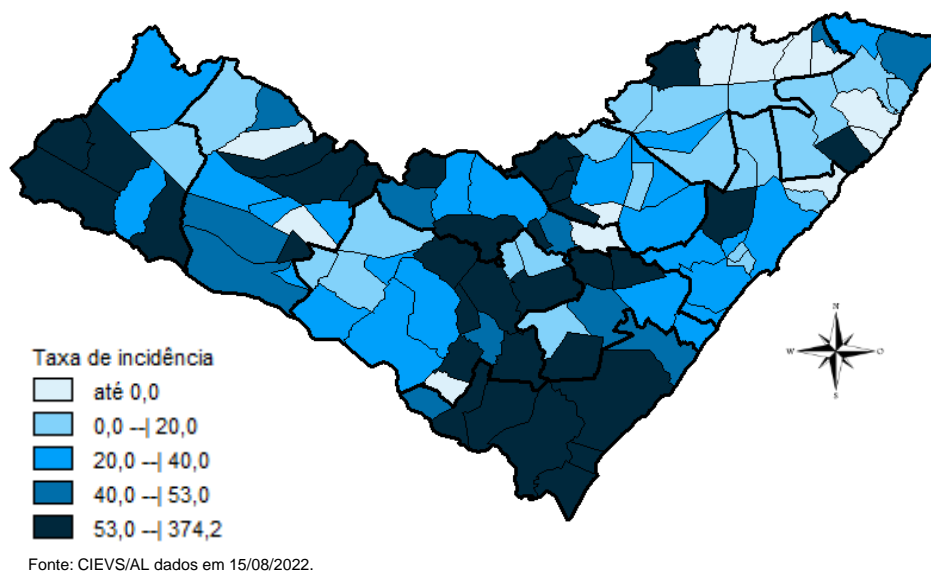 N
W
O
S
Taxa de incidência
até 0,0
0,0 --| 20,0
20,0 --| 40,0
40,0 --| 53,0
53,0 --| 374,2
Fonte: CIEVS/AL dados em 15/08/2022.